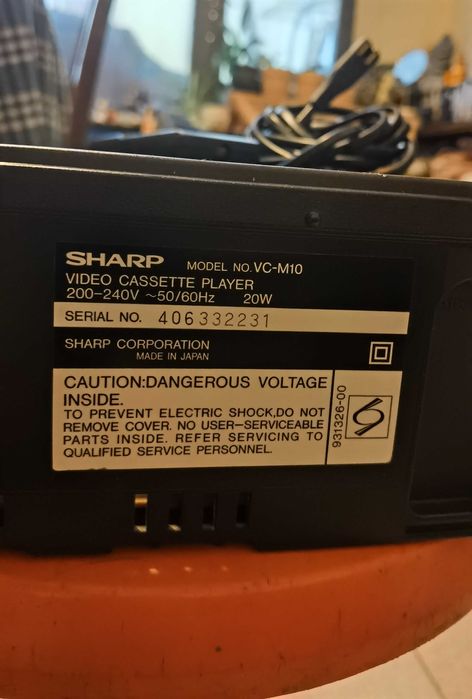 SHARP MODEL NO. VC-M10
VIDEO CASSETTE PLAYER
200-240V ~50/60Hz 20W
SERIAL NO. 406332231
SHARP CORPORATION
MADE IN JAPAN
CAUTION:DANGEROUS VOLTAGE
INSIDE.
TO PREVENT ELECTRIC SHOCK,DO NOT
REMOVE COVER. NO USER-SERVICEABLE
PARTS INSIDE. REFER SERVICING TO
QUALIFIED SERVICE PERSONNEL.
931326-00